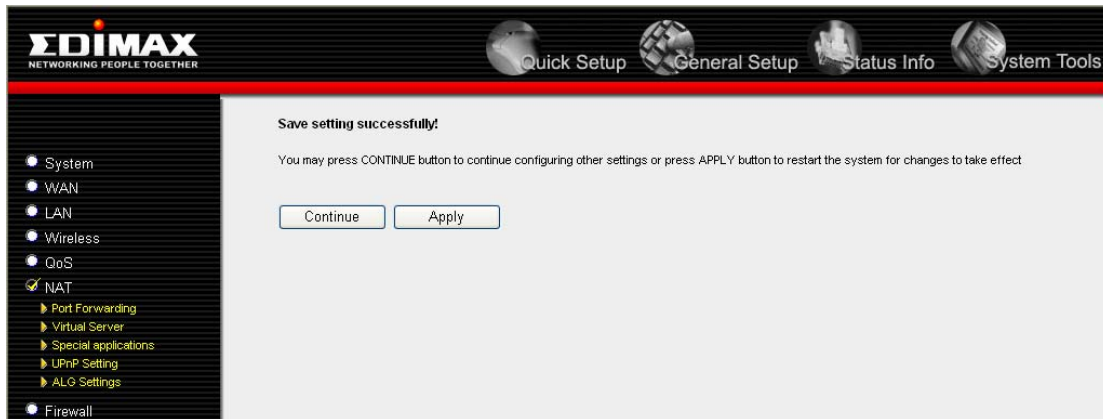 EDIMAX
NETWORKING PEOPLE TOGETHER
Quick Setup
General Setup
Status Info
System Tools
Save setting successfully!
You may press CONTINUE button to continue configuring other settings or press APPLY button to restart the system for changes to take effect
Continue
Apply
System
WAN
LAN
Wireless
QoS
NAT
Port Forwarding
Virtual Server
Special applications
UPnP Setting
ALG Settings
Firewall